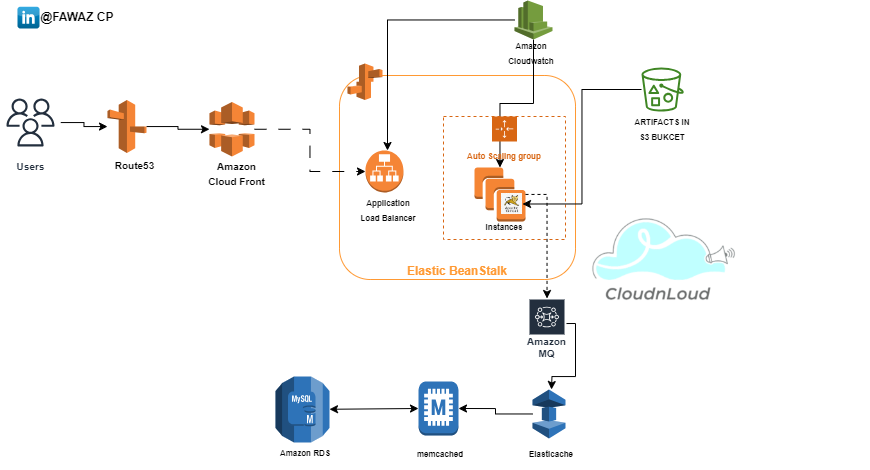 in @FAWAZ CP
Amazon
Cloudwatch
ARTIFACTS IN
S3 BUKCET
Users
Route53
Amazon
Cloud Front
Auto Scaling group
Application
Load Balancer
Instances
Elastic BeanStalk
CloudnLoud
Amazon
MQ
MySQL
M
M
Amazon RDS
memcached
Elasticache